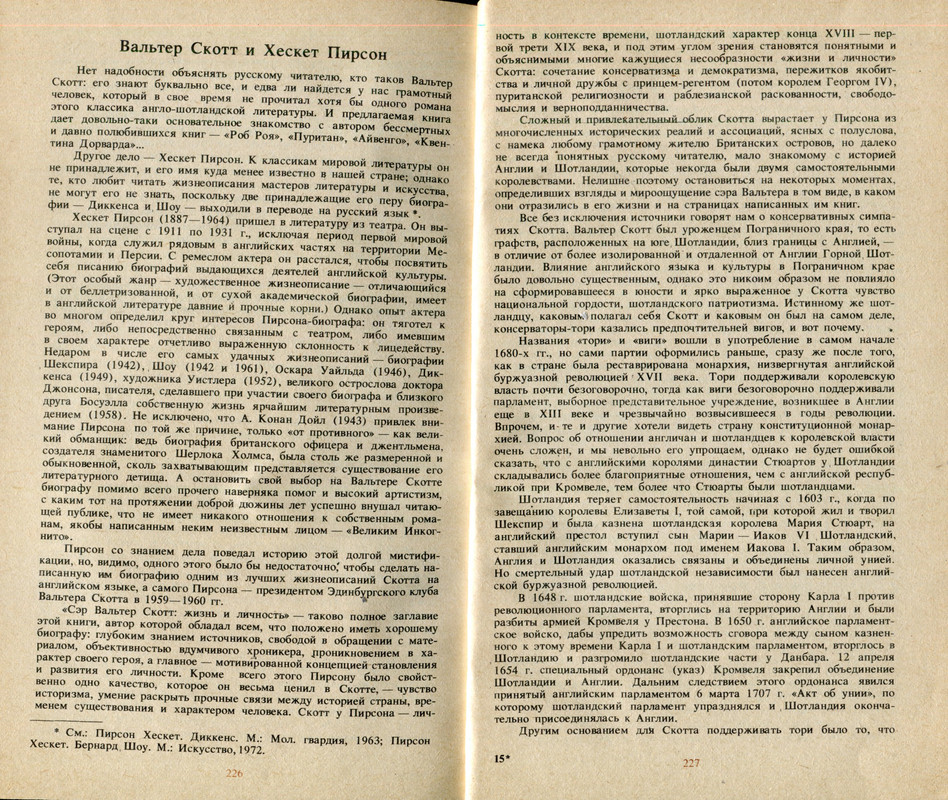 Вальтер Скотт и Хескет Пирсон
Нет надобности объяснять русскому читателю, кто таков Вальтер
Скотт: его знают буквально все, и едва ли найдется у нас грамотный
человек, который в свое время не прочитал хотя бы одного романа
этого классика англо-шотландской литературы. И предлагаемая книга
дает довольно-таки основательное знакомство с автором бессмертных
и давно полюбившихся книг — «Роб Роя», «Пуритан», «Айвенго», «Квен-
тина Дорварда»...
Другое дело — Хескет Пирсон. К классикам мировой литературы он
не принадлежит, и его имя куда менее известно в нашей стране; однако
те, кто любит читать жизнеописания мастеров литературы и искусства,
не могут его не знать, поскольку две принадлежащие его перу биогра-
фии — Диккенса и Шоу — выходили в переводе на русский язык *.
Хескет Пирсон (1887—1964) пришел в литературу из театра. Он вы-
ступал на сцене с 1911 по 1931 г., исключая период первой мировой
войны, когда служил рядовым в английских частях на территории Ме-
сопотамии и Персии. С ремеслом актера он расстался, чтобы посвятить
себя писанию биографий выдающихся деятелей английской культуры.
(Этот особый жанр — художественное жизнеописание — отличающийся
и от беллетризованной, и от сухой академической биографии, имеет
в английской литературе давние и прочные корни.) Однако опыт актера
во многом определил круг интересов Пирсона-биографа: он тяготел к
героям, либо непосредственно связанным с театром, либо имевшим
в своем характере отчетливо выраженную склонность к лицедейству.
Недаром в числе его самых удачных жизнеописаний — биографии
Шекспира (1942), Шоу (1942 и 1961), Оскара Уайльда (1946), Дик-
кенса (1949), художника Уистлера (1952), великого острослова доктора
Джонсона, писателя, сделавшего при участии своего биографа и близкого
друга Босуэлла собственную жизнь ярчайшим литературным произве-
дением (1958). Не исключено, что А. Конан Дойл (1943) привлек вни-
мание Пирсона по той же причине, только «от противного» — как вели-
кий обманщик: ведь биография британского офицера и джентльмена,
создателя знаменитого Шерлока Холмса, была столь же размеренной и
обыкновенной, сколь захватывающим представляется существование его
литературного детища. А остановить свой выбор на Вальтере Скотте
биографу помимо всего прочего наверняка помог и высокий артистизм,
с каким тот на протяжении доброй дюжины лет успешно внушал читаю-
щей публике, что не имеет никакого отношения к собственным рома-
нам, якобы написанным неким неизвестным лицом — «Великим Инког-
нито».
Пирсон со знанием дела поведал историю этой долгой мистифи-
кации, но, видимо, одного этого было бы недостаточно, чтобы сделать на-
писанную им биографию одним из лучших жизнеописаний Скотта на
английском языке, а самого Пирсона — президентом Эдинбургского клуба
Вальтера Скотта в 1959—1960 гг.
«Сэр Вальтер Скотт: жизнь и личность» — таково полное заглавие
этой книги, автор которой обладал всем, что положено иметь хорошему
биографу: глубоким знанием источников, свободой в обращении с мате-
риалом, объективностью вдумчивого хроникера, проникновением в ха-
рактер своего героя, а главное — мотивированной концепцией становления
и развития его личности. Кроме всего этого Пирсону было свойст-
венно одно качество, которое он весьма ценил в Скотте, — чувство
историзма, умение раскрыть прочные связи между историей страны, вре-
менем существования и характером человека. Скотт у Пирсона — лич-
* См.: Пирсон Хескет. Диккенс. М.: Мол. гвардия, 1963; Пирсон
Хескет. Бернард Шоу. М.: Искусство, 1972.
226
ность в контексте времени, шотландский характер конца XVIII — пер-
вой трети XIX века, и под этим углом зрения становятся понятными и
объяснимыми многие кажущиеся несообразности «жизни и личности»
Скотта: сочетание консерватизма и демократизма, пережитков якобит-
ства и личной дружбы с принцем-регентом (потом королем Георгом IV),
пуританской религиозности и раблезианской раскованности, свободо-
мыслия и верноподданничества.
Сложный и привлекательный облик Скотта вырастает у Пирсона из
многочисленных исторических реалий и ассоциаций, ясных с полуслова,
с намека любому грамотному жителю Британских островов, но далеко
не всегда понятных русскому читателю, мало знакомому с историей
Англии и Шотландии, которые некогда были двумя самостоятельными
королевствами. Нелишне поэтому остановиться на некоторых моментах,
определивших взгляды и мироощущение сэра Вальтера в том виде, в каком
они отразились в его жизни и на страницах написанных им книг.
Все без исключения источники говорят нам о консервативных симпа-
тиях Скотта. Вальтер Скотт был уроженцем Пограничного края, то есть
графств, расположенных на юге Шотландии, близ границы с Англией, —
в отличие от более изолированной и отдаленной от Англии Горной Шот-
ландии. Влияние английского языка и культуры в Пограничном крае
было довольно существенным, однако это никоим образом не повлияло
на сформировавшееся в юности и ярко выраженное у Скотта чувство
национальной гордости, шотландского патриотизма. Истинному же шот-
ландцу, каковым полагал себя Скотт и каковым он был на самом деле,
консерваторы-тори казались предпочтительней вигов, и вот почему.
Названия «тори» и «виги» вошли в употребление в самом начале
1680-х гг., но сами партии оформились раньше, сразу же после того,
как в стране была реставрирована монархия, низвергнутая английской
буржуазной революцией XVII века. Тори поддерживали королевскую
власть почти безоговорочно, тогда как виги безоговорочно поддерживали
парламент, выборное представительное учреждение, возникшее в Англии
еще в XIII веке и чрезвычайно возвысившееся в годы революции.
Впрочем, и те и другие хотели видеть страну конституционной монар-
хией. Вопрос об отношении англичан и шотландцев к королевской власти
очень сложен, и мы невольно его упрощаем, однако не будет ошибкой
сказать, что с английскими королями династии Стюартов у Шотландии
складывались более благоприятные отношения, чем с английской респуб-
ликой при Кромвеле, тем более что Стюарты были шотландцами.
Шотландия теряет самостоятельность начиная с 1603 г., когда по
завещанию королевы Елизаветы I, той самой, при которой жил и творил
Шекспир и была казнена шотландская королева Мария Стюарт, на
английский престол вступил сын Марии — Иаков VI Шотландский,
ставший английским монархом под именем Иакова I. Таким образом,
Англия и Шотландия оказались связаны и объединены личной унией.
Но смертельный удар шотландской независимости был нанесен англий-
ской буржуазной революцией.
В 1648 г. шотландские войска, принявшие сторону Карла I против
революционного парламента, вторглись на территорию Англии и были
разбиты армией Кромвеля у Престона. В 1650 г. английское парламент-
ское войско, дабы упредить возможность сговора между сыном казнен-
ного к этому времени Карла I и шотландским парламентом, вторглось в
Шотландию и разгромило шотландские части у Данбара. 12 апреля
1654 г. специальный ордонанс (указ) Кромвеля закрепил объединение
Шотландии и Англии. Дальним следствием этого ордонанса явился
принятый английским парламентом 6 марта 1707 г. «Акт об унии», по
которому шотландский парламент упразднялся и Шотландия оконча-
тельно присоединялась к Англии.
Другим основанием для Скотта поддерживать тори было то, что
15*
227